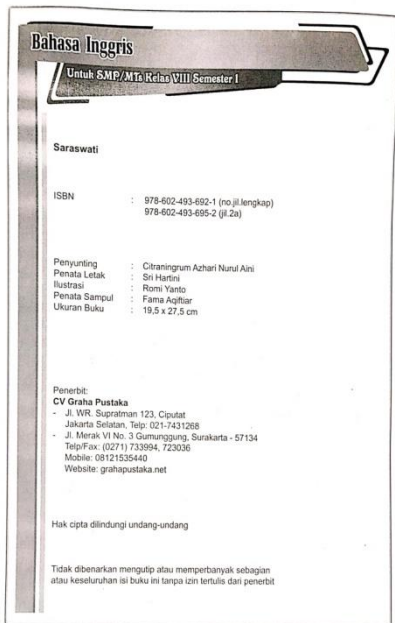 Bahasa Inggris
Untuk SMP/MTs Kelas VIII Semester I
Saraswati
ISBN : 978-602-493-692-1 (no.jil.lengkap)
978-602-493-695-2 (jil.2a)
Penyunting : Citraningrum Azhari Nurul Aini
Penata Letak : Sri Hartini
Ilustrasi : Romi Yanto
Penata Sampul : Fama Aqiftiar
Ukuran Buku : 19,5 x 27,5 cm
Penerbit:
CV Graha Pustaka
- Jl. WR. Supratman 123, Ciputat
Jakarta Selatan, Telp: 021-7431268
- Jl. Merak VI No. 3 Gumunggung, Surakarta - 57134
Telp/Fax: (0271) 733994, 723036
Mobile: 08121535440
Website: grahapustaka.net
Hak cipta dilindungi undang-undang
Tidak dibenarkan mengutip atau memperbanyak sebagian
atau keseluruhan isi buku ini tanpa izin tertulis dari penerbit